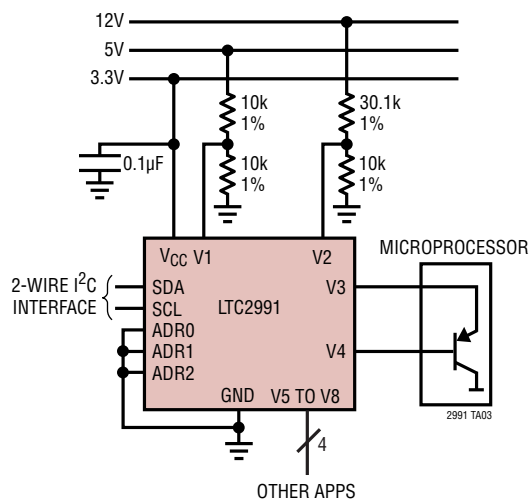 12V
5V
3.3V
10k
1%
30.1k
1%
0.1µF
10k
1%
10k
1%
VCC V1
V2
MICROPROCESSOR
2-WIRE I2C
INTERFACE
SDA
SCL
ADR0
ADR1
ADR2
LTC2991
V3
V4
GND
V5 TO V8
2991 TA03
4
OTHER APPS